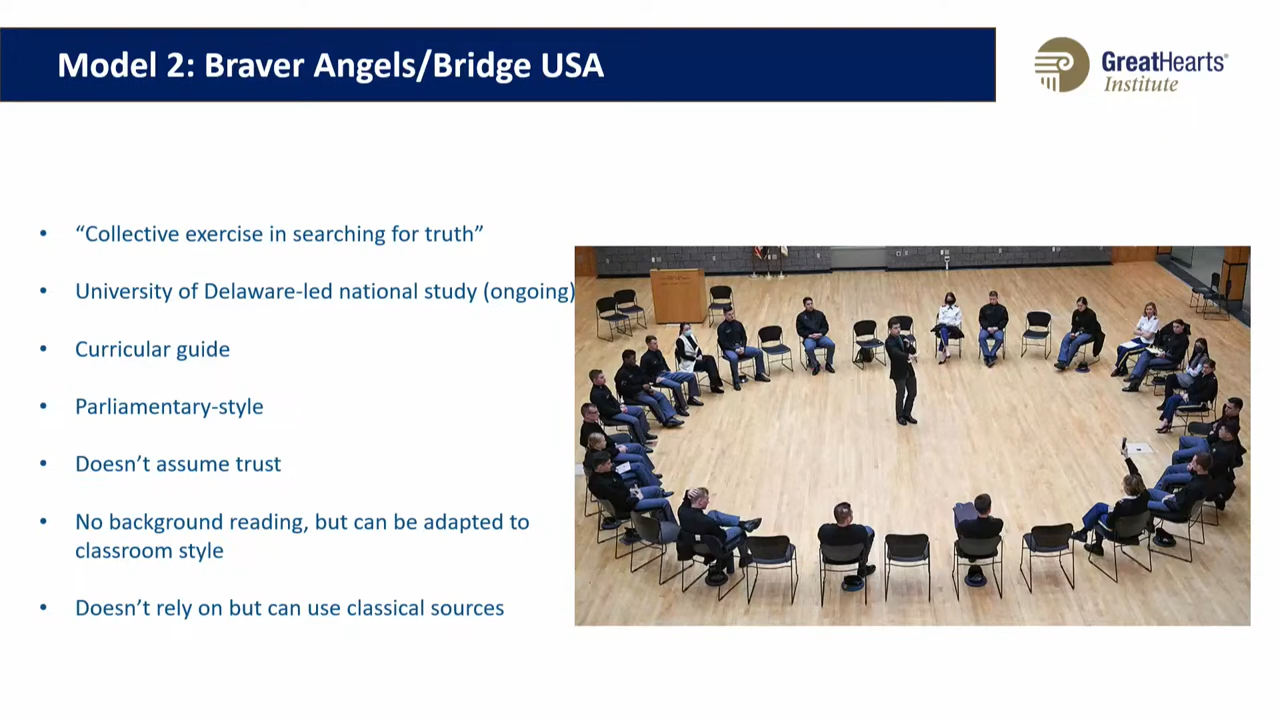 Model 2: Braver Angels/Bridge USA
GreatHearts®
Institute
• “Collective exercise in searching for truth”
• University of Delaware-led national study (ongoing)
• Curricular guide
• Parliamentary-style
• Doesn’t assume trust
• No background reading, but can be adapted to
classroom style
• Doesn’t rely on but can use classical sources